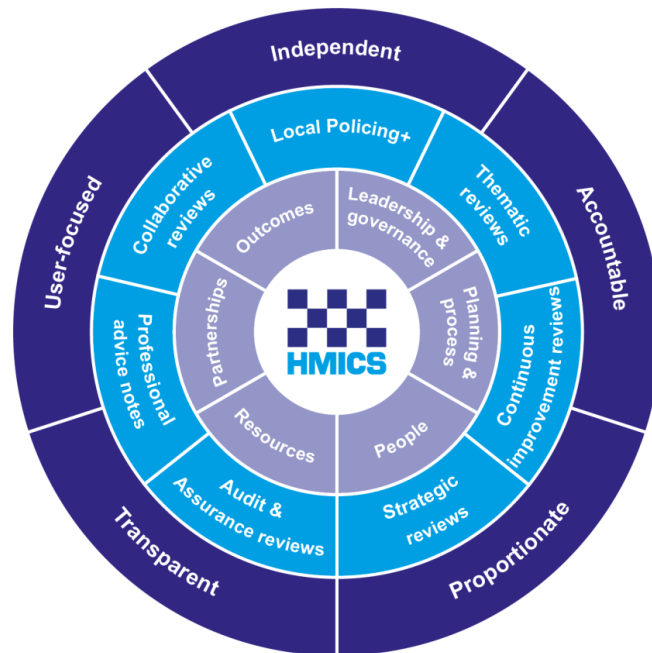 Independent
Accountable
Proportionate
Transparent
User-focused
Local Policing+
Thematic
reviews
Continuous
improvement reviews
Strategic
reviews
Audit &
Assurance reviews
Professional
advice notes
Collaborative
reviews
Leadership &
governance
Planning &
process
People
Resources
Partnerships
Outcomes
HMICS